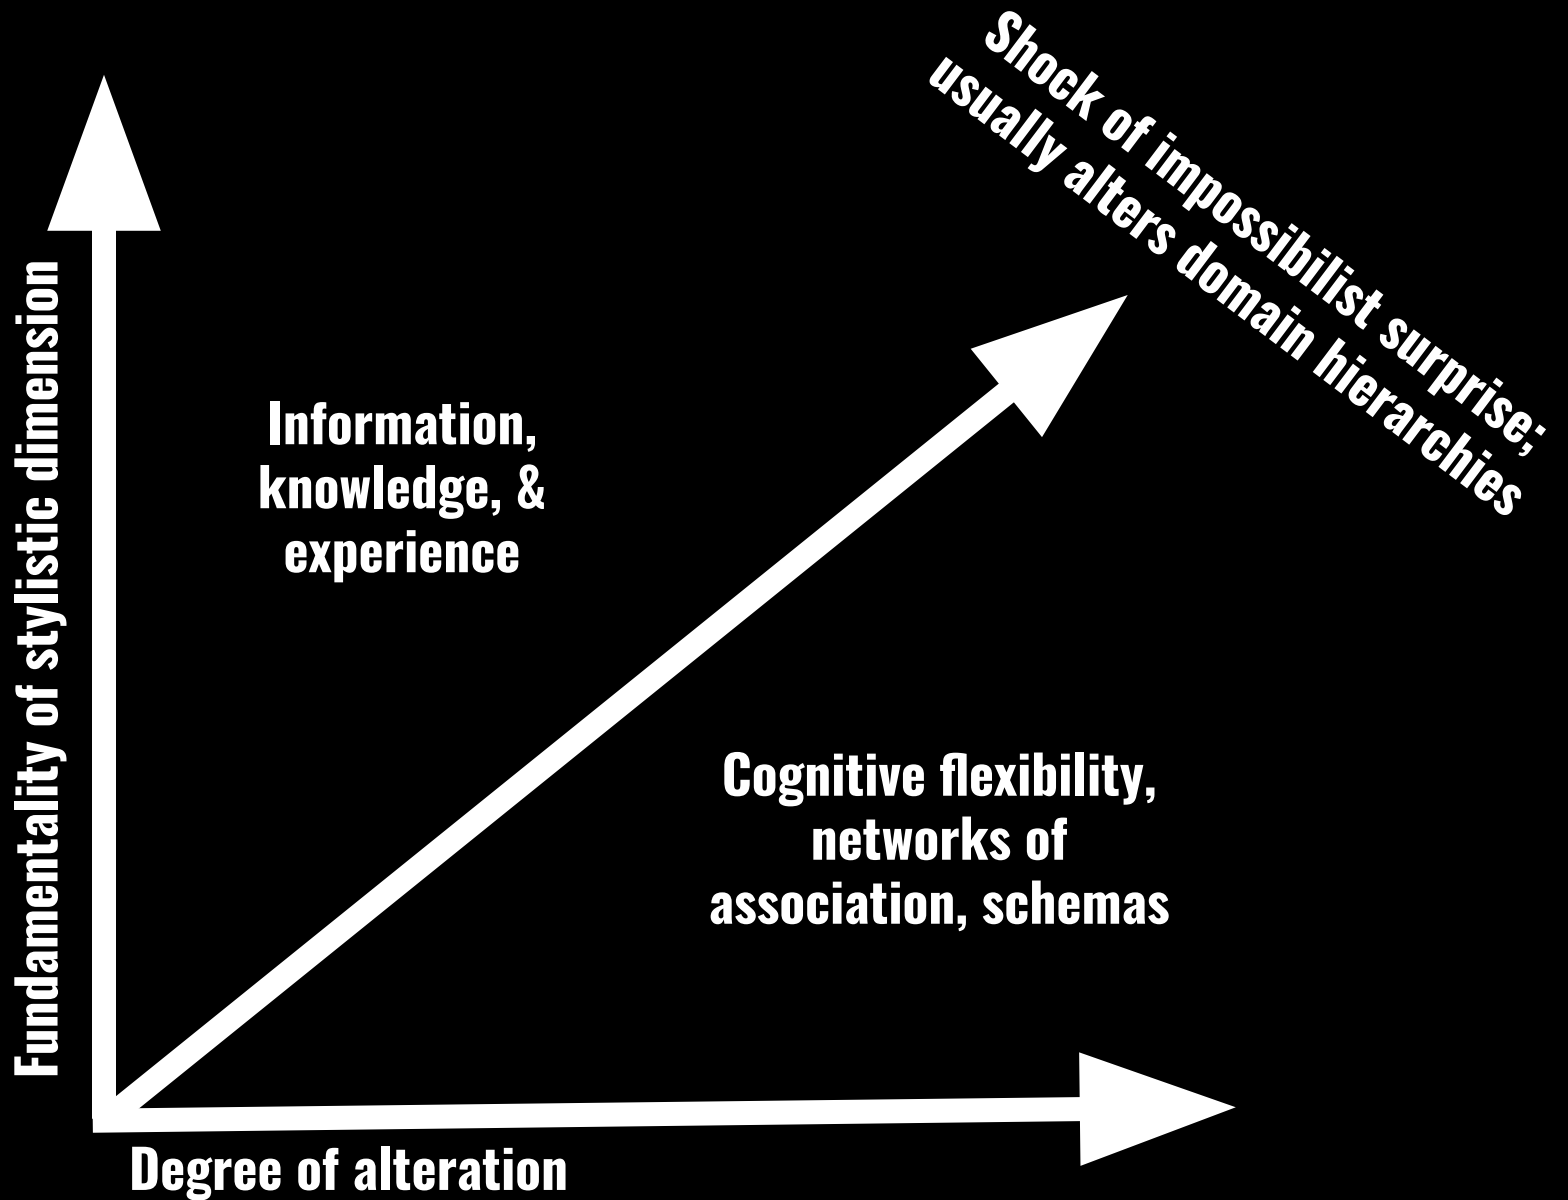 Shock of impossibilist surprise;
usually alters domain hierarchies
Fundamentality of stylistic dimension
Information,
knowledge, &
experience
Cognitive flexibility,
networks of
association, schemas
Degree of alteration